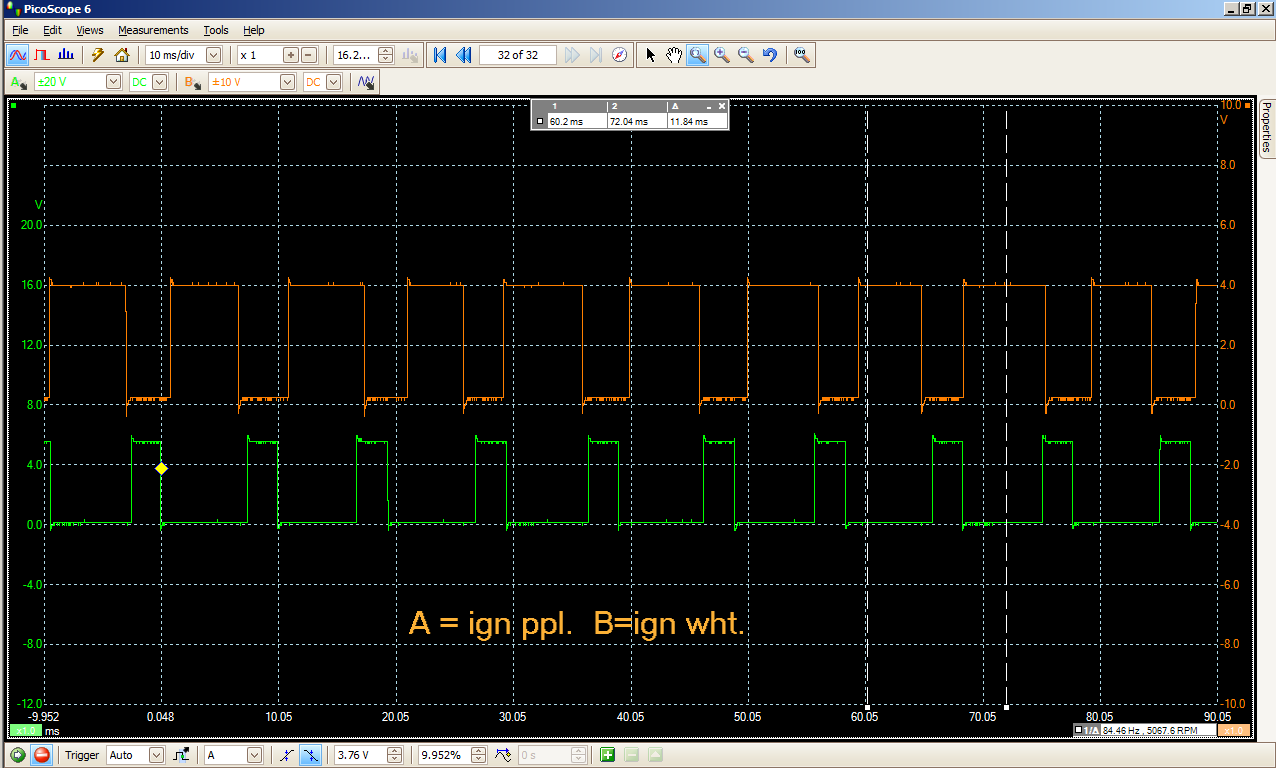 PicoScope 6
File Edit Views Measurements Tools Help
10 ms/div x 1 16.2... 32 of 32
A ±20 V DC B ±10 V DC
1 2 Δ
60.2 ms 72.04 ms 11.84 ms
Properties
V
20.0
16.0
12.0
8.0
4.0
0.0
-4.0
-8.0
-12.0
10.0
V
8.0
6.0
4.0
2.0
0.0
-2.0
-4.0
-6.0
-8.0
-10.0
A = ign ppl. B=ign wht.
-9.952 0.048 10.05 20.05 30.05 40.05 50.05 60.05 70.05 80.05 90.05
x1.0 ms 1/Δ 84.46 Hz , 5067.6 RPM x1.0
Trigger Auto A 3.76 V 9.952% 0 s